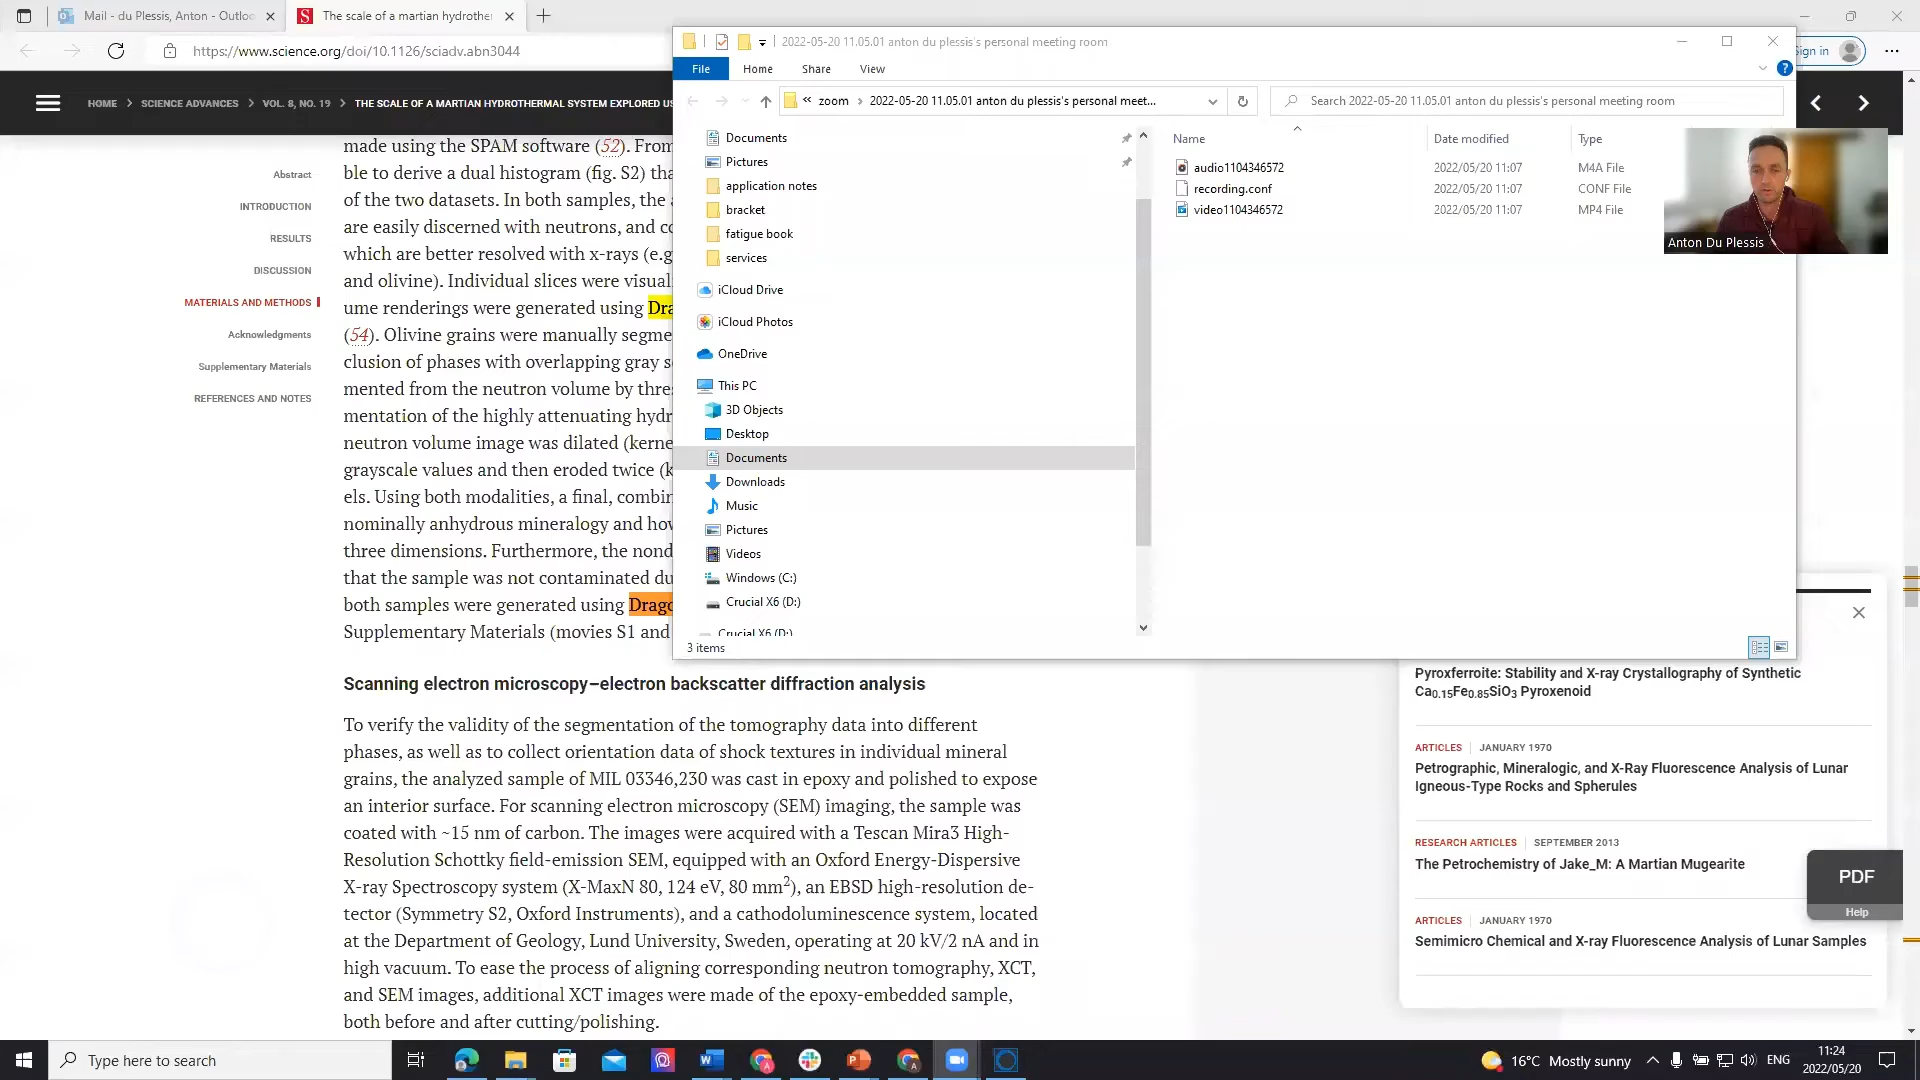 Mail - du Plessis, Anton - Outlo
The scale of a martian hydrother
https://www.science.org/doi/10.1126/sciadv.abn3044
Sign in
HOME > SCIENCE ADVANCES > VOL. 8, NO. 19 > THE SCALE OF A MARTIAN HYDROTHERMAL SYSTEM EXPLORED US
Abstract
INTRODUCTION
RESULTS
DISCUSSION
MATERIALS AND METHODS
Acknowledgments
Supplementary Materials
REFERENCES AND NOTES
made using the SPAM software (52). From
ble to derive a dual histogram (fig. S2) tha
of the two datasets. In both samples, the a
are easily discerned with neutrons, and co
which are better resolved with x-rays (e.g
and olivine). Individual slices were visual
ume renderings were generated using Dra
(54). Olivine grains were manually segme
clusion of phases with overlapping gray s
mented from the neutron volume by thres
mentation of the highly attenuating hydr
neutron volume image was dilated (kerne
grayscale values and then eroded twice (k
els. Using both modalities, a final, combin
nominally anhydrous mineralogy and how
three dimensions. Furthermore, the nond
that the sample was not contaminated du
both samples were generated using Drago
Supplementary Materials (movies S1 and
Scanning electron microscopy–electron backscatter diffraction analysis
To verify the validity of the segmentation of the tomography data into different
phases, as well as to collect orientation data of shock textures in individual mineral
grains, the analyzed sample of MIL 03346,230 was cast in epoxy and polished to expose
an interior surface. For scanning electron microscopy (SEM) imaging, the sample was
coated with ~15 nm of carbon. The images were acquired with a Tescan Mira3 High-
Resolution Schottky field-emission SEM, equipped with an Oxford Energy-Dispersive
X-ray Spectroscopy system (X-MaxN 80, 124 eV, 80 mm2), an EBSD high-resolution de-
tector (Symmetry S2, Oxford Instruments), and a cathodoluminescence system, located
at the Department of Geology, Lund University, Sweden, operating at 20 kV/2 nA and in
high vacuum. To ease the process of aligning corresponding neutron tomography, XCT,
and SEM images, additional XCT images were made of the epoxy-embedded sample,
both before and after cutting/polishing.
2022-05-20 11.05.01 anton du plessis's personal meeting room
File Home Share View
« zoom > 2022-05-20 11.05.01 anton du plessis's personal meet...
Search 2022-05-20 11.05.01 anton du plessis's personal meeting room
Documents
Pictures
application notes
bracket
fatigue book
services
iCloud Drive
iCloud Photos
OneDrive
This PC
3D Objects
Desktop
Documents
Downloads
Music
Pictures
Videos
Windows (C:)
Crucial X6 (D:)
Crucial X6 (D:)
3 items
Name Date modified Type
audio1104346572 2022/05/20 11:07 M4A File
recording.conf 2022/05/20 11:07 CONF File
video1104346572 2022/05/20 11:07 MP4 File
Anton Du Plessis
Pyroxferroite: Stability and X-ray Crystallography of Synthetic
Ca0.15Fe0.85SiO3 Pyroxenoid
ARTICLES | JANUARY 1970
Petrographic, Mineralogic, and X-Ray Fluorescence Analysis of Lunar
Igneous-Type Rocks and Spherules
RESEARCH ARTICLES | SEPTEMBER 2013
The Petrochemistry of Jake_M: A Martian Mugearite
ARTICLES | JANUARY 1970
Semimicro Chemical and X-ray Fluorescence Analysis of Lunar Samples
PDF
Help
Type here to search
16°C Mostly sunny
ENG
11:24
2022/05/20